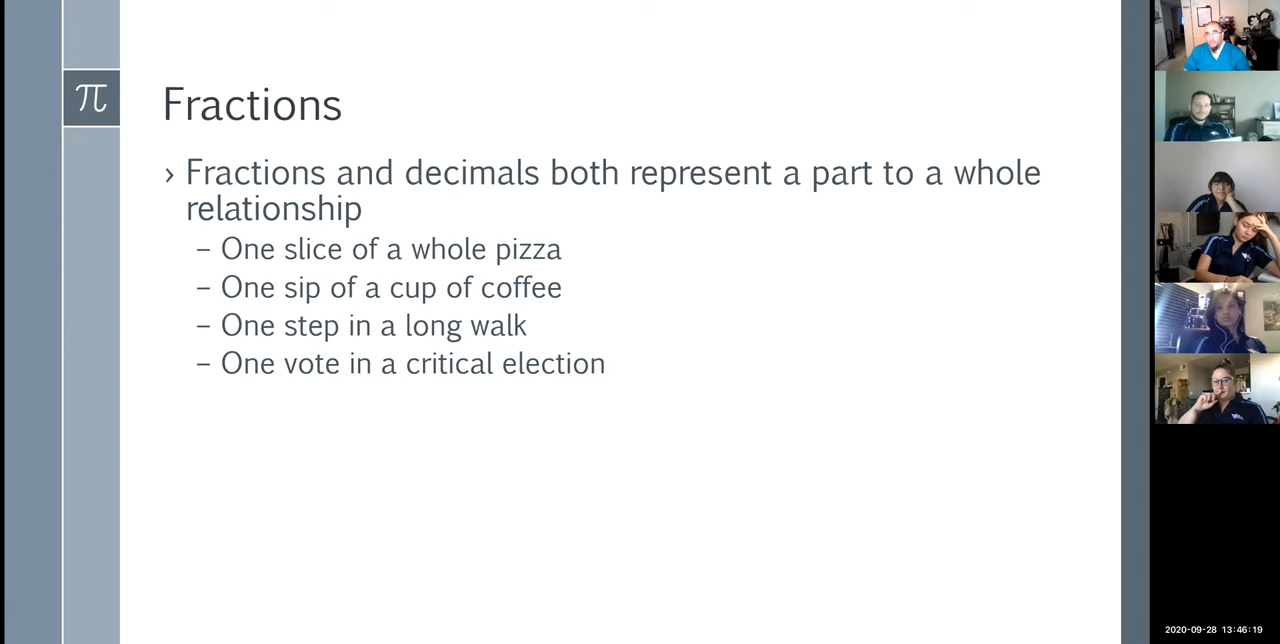 π
Fractions
› Fractions and decimals both represent a part to a whole
relationship
– One slice of a whole pizza
– One sip of a cup of coffee
– One step in a long walk
– One vote in a critical election
2020-09-28 13:46:19